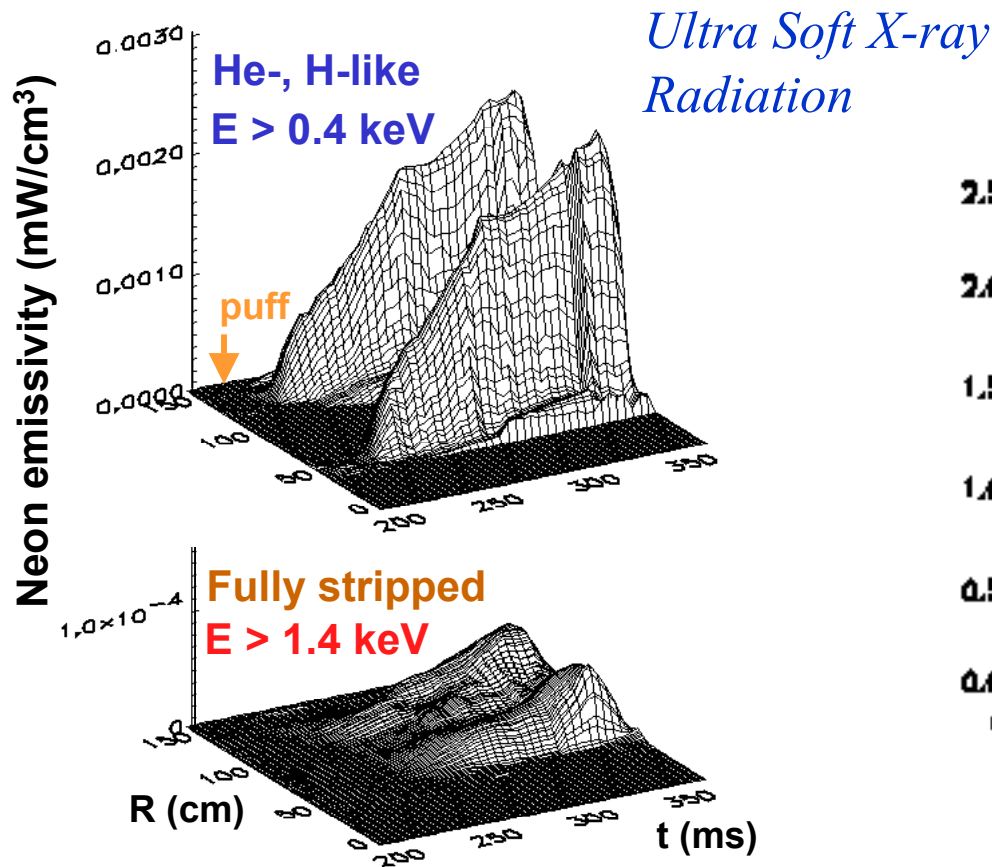 Ultra Soft X-ray
Radiation
Neon emissivity (mW/cm³)
0.0030
0.0020
0.0010
0.0000
He-, H-like
E > 0.4 keV
puff
150
100
50
0
200
250
300
350
Fully stripped
E > 1.4 keV
1.0×10⁻⁴
0
150
100
50
0
200
250
300
350
R (cm)
t (ms)